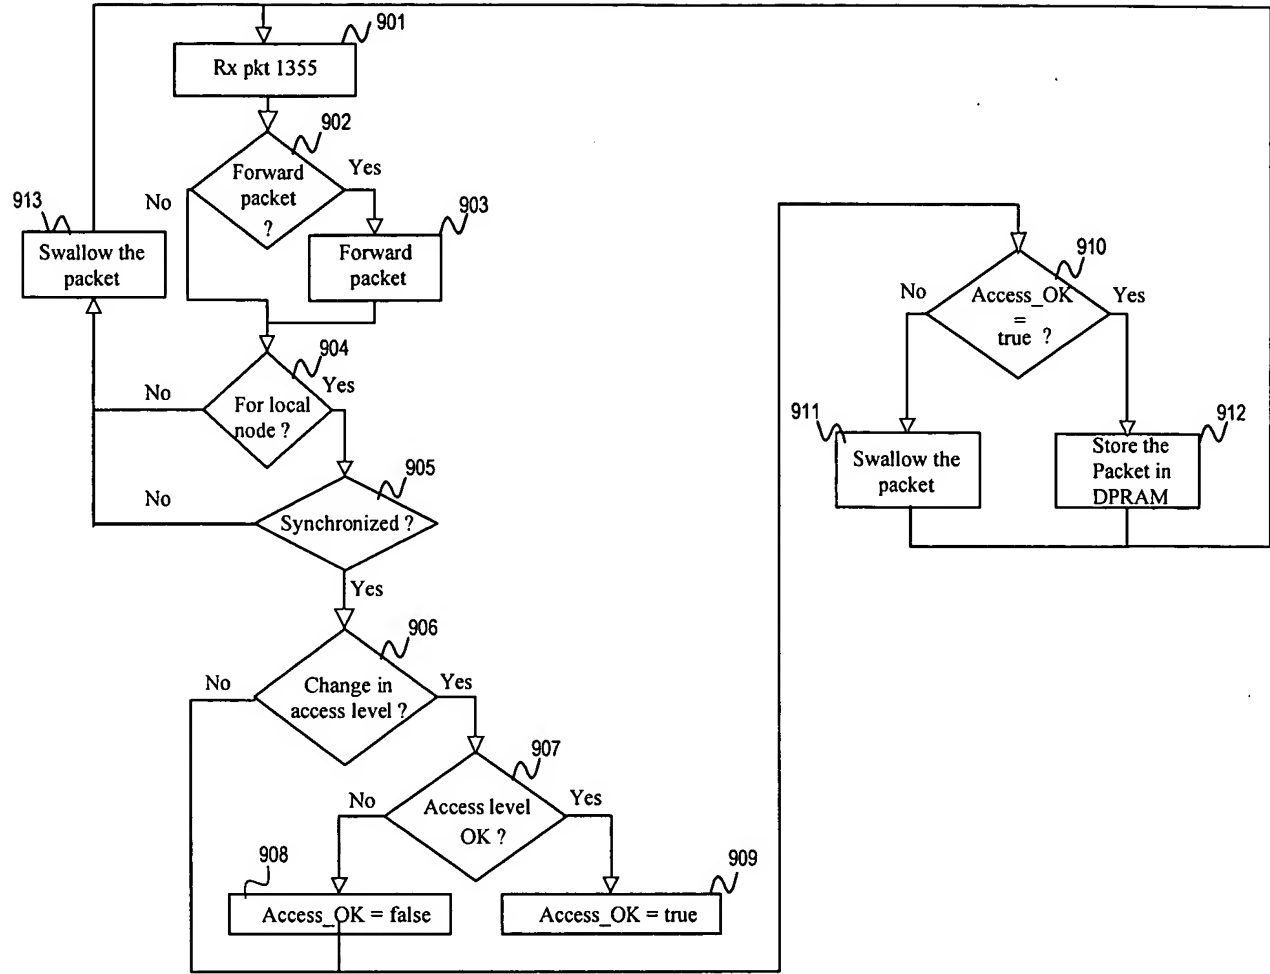 901
Rx pkt 1355
902
Forward
packet
?
Yes
No
913
Swallow the
packet
903
Forward
packet
904
For local
node ?
Yes
No
905
Synchronized ?
No
Yes
906
Change in
access level ?
No
Yes
907
Access level
OK ?
No
Yes
908
Access_OK = false
909
Access_OK = true
910
Access_OK
=
true ?
No
Yes
911
Swallow the
packet
912
Store the
Packet in
DPRAM